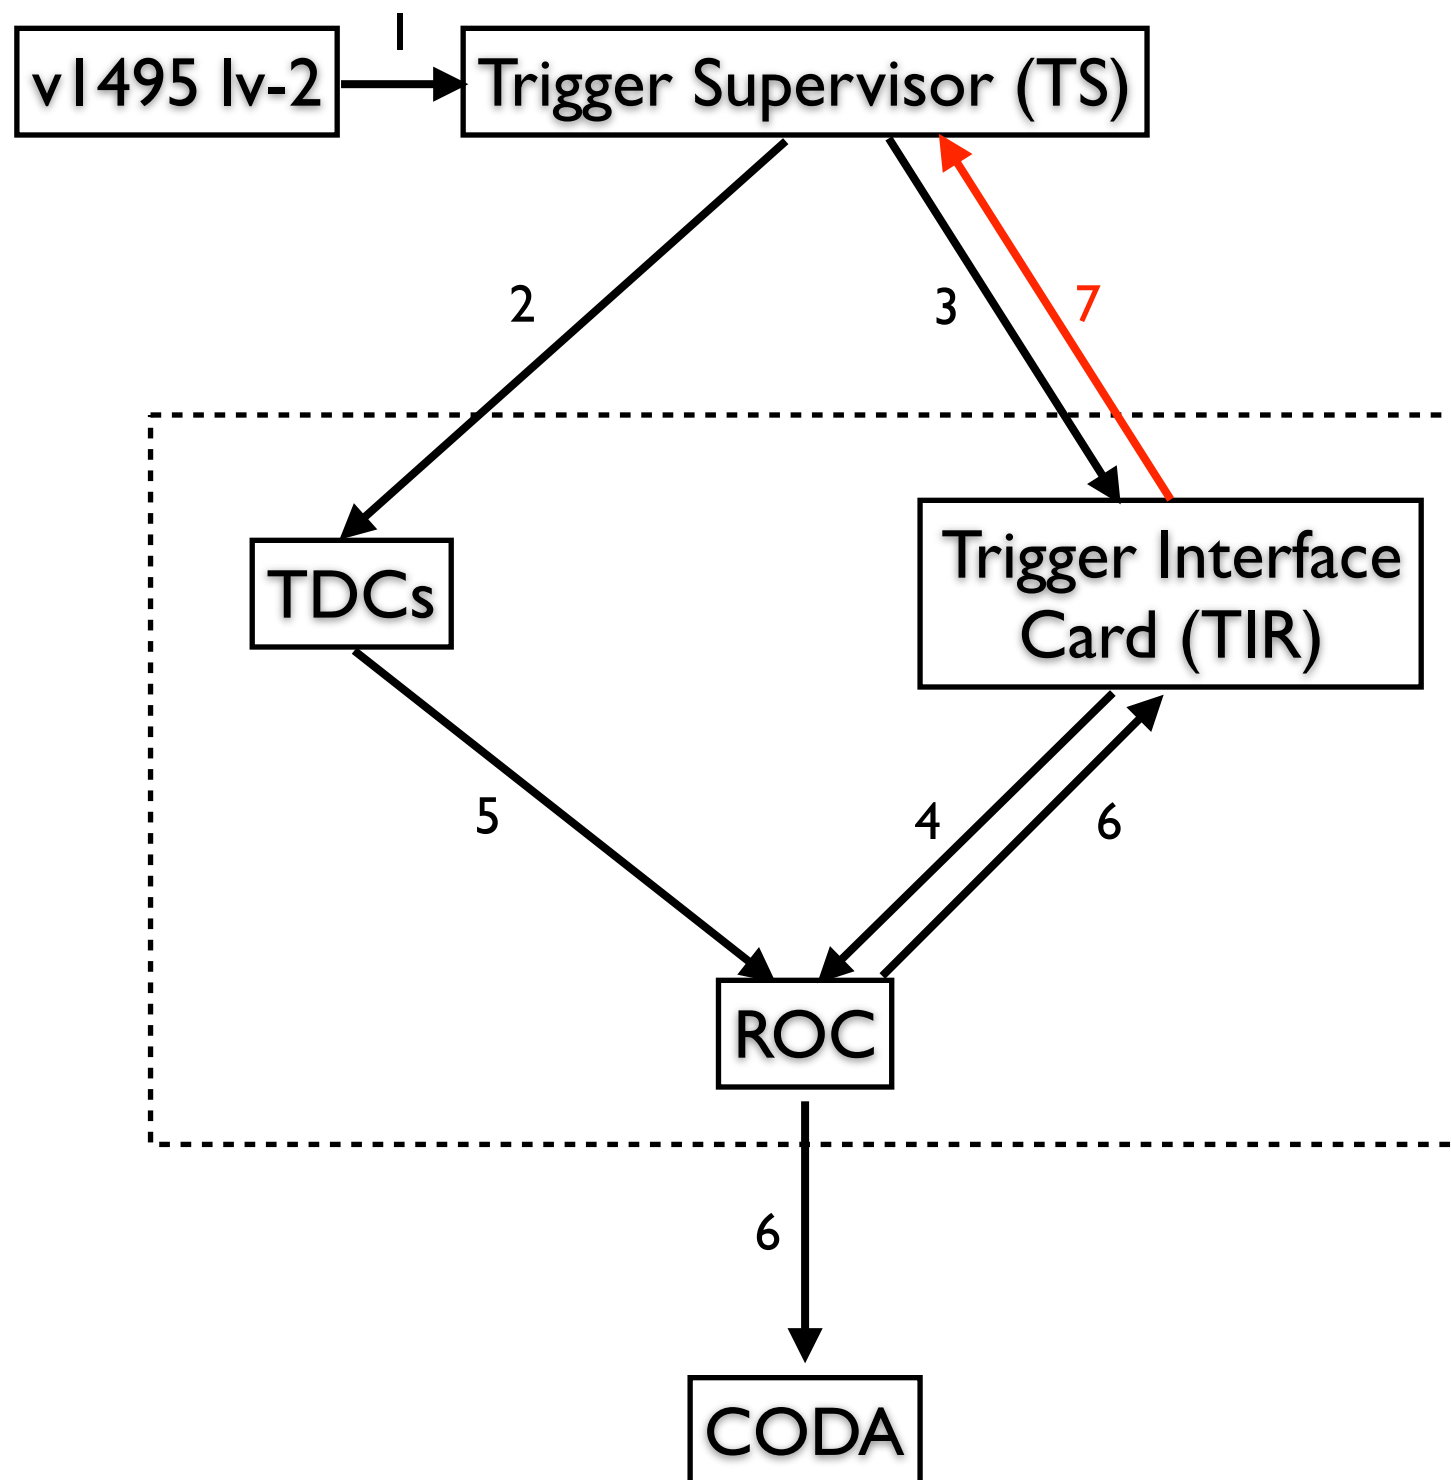 1
v1495 lv-2
Trigger Supervisor (TS)
2
3
7
TDCs
Trigger Interface
Card (TIR)
5
4
6
ROC
6
CODA